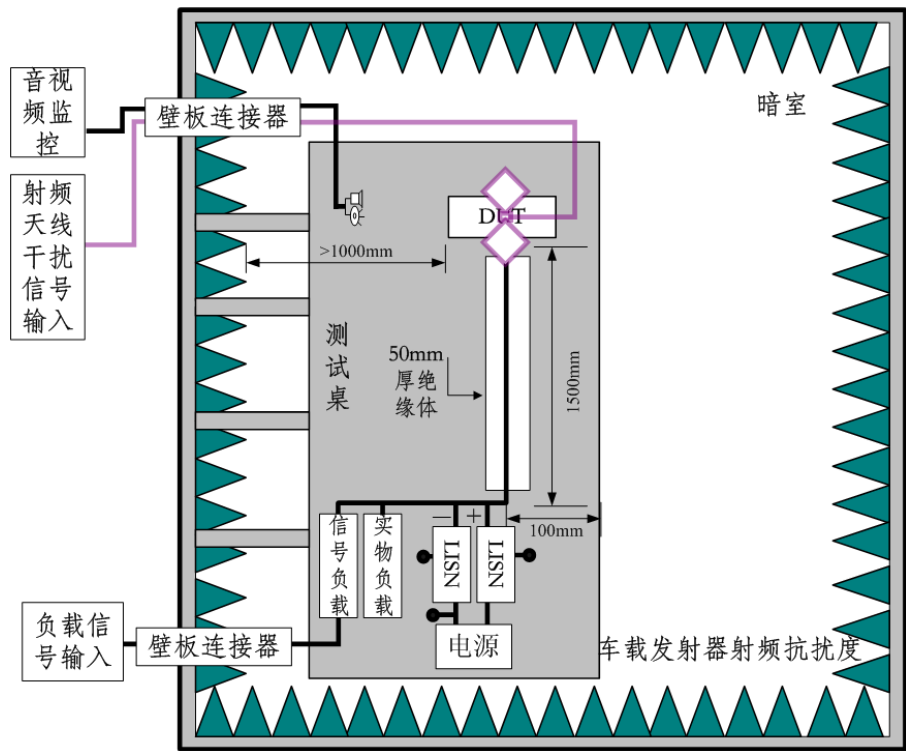 音视
频监
控
壁板连接器
暗室
射频
天线
干扰
信号
输入
DUT
>1000mm
测
试
桌
50mm
厚绝
缘体
1500mm
— +
100mm
信号负载
实物负载
LISN
LISN
负载信
号输入
壁板连接器
电源
车载发射器射频抗扰度